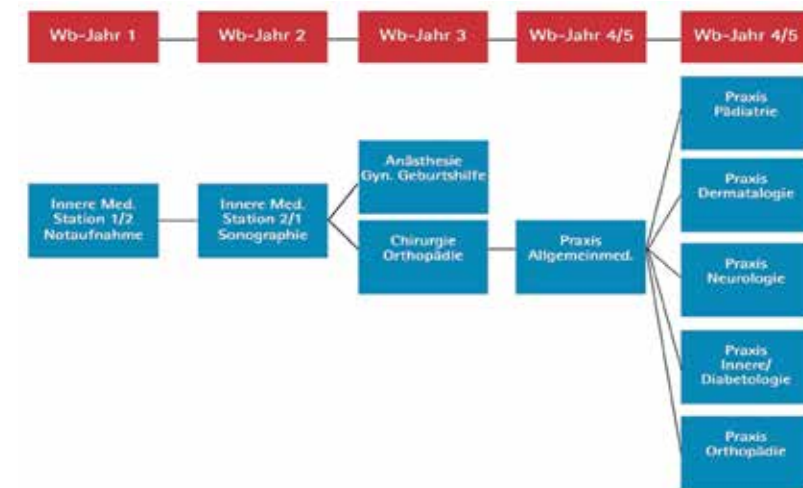 Wb-Jahr 1
Wb-Jahr 2
Wb-Jahr 3
Wb-Jahr 4/5
Wb-Jahr 4/5
Innere Med.
Station 1/2
Notaufnahme
Innere Med.
Station 2/1
Sonographie
Anästhesie
Gyn. Geburtshilfe
Chirurgie
Orthopädie
Praxis
Allgemeinmed.
Praxis
Pädiatrie
Praxis
Dermatalogie
Praxis
Neurologie
Praxis
Innere/
Diabetologie
Praxis
Orthopädie